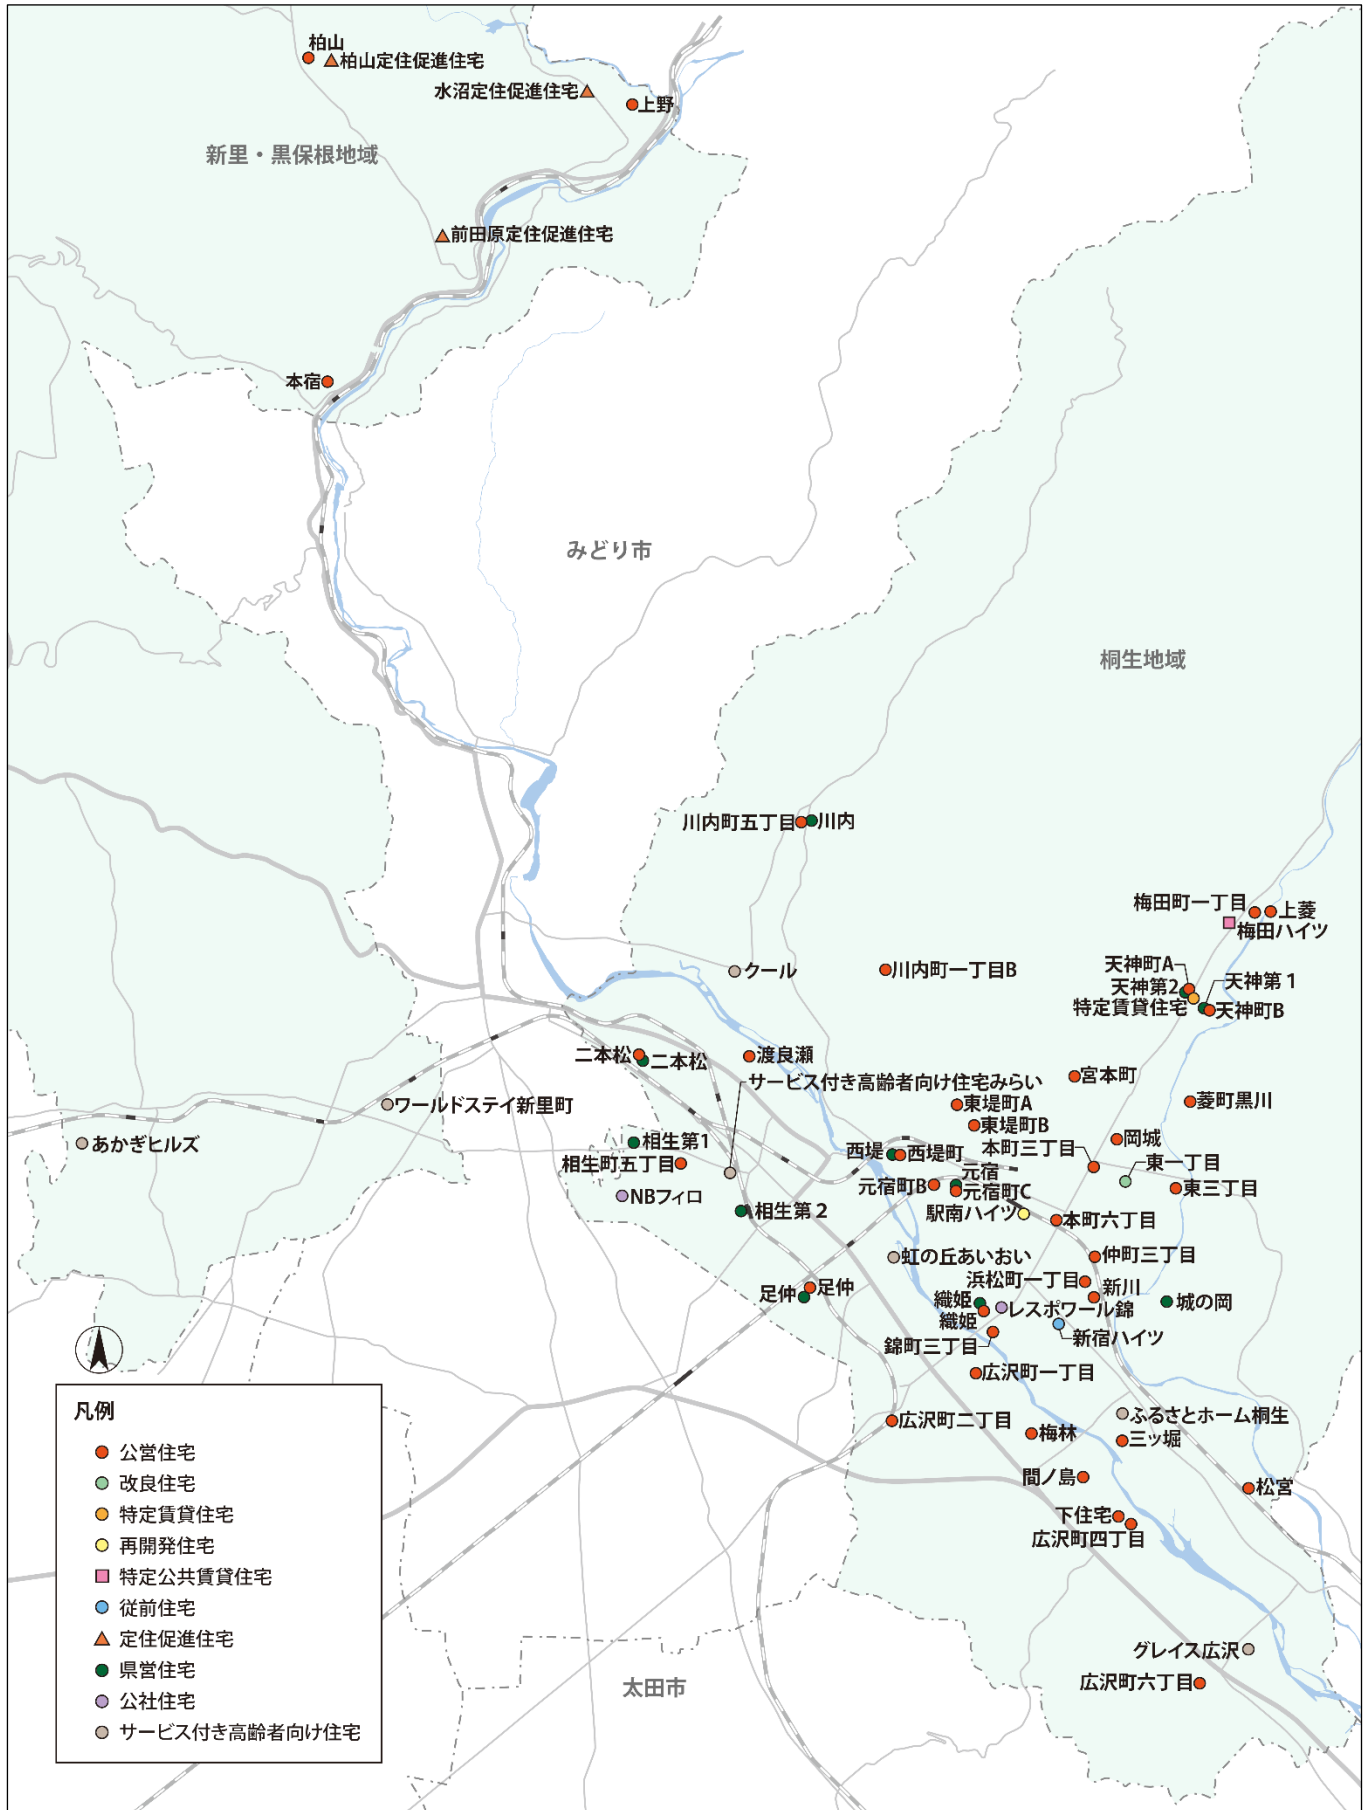 柏山
柏山定住促進住宅
水沼定住促進住宅
上野
新里・黒保根地域
前田原定住促進住宅
本宿
みどり市
桐生地域
川内町五丁目
川内
梅田町一丁目
上菱
梅田ハイツ
クール
川内町一丁目B
天神町A
天神第2
天神第1
特定賃貸住宅
天神町B
二本松
二本松
渡良瀬
サービス付き高齢者向け住宅みらい
宮本町
ワールドステイ新里町
東堤町A
菱町黒川
東堤町B
あかぎヒルズ
相生第1
西堤
西堤町
本町三丁目
岡城
相生町五丁目
東一丁目
元宿
元宿町B
元宿町C
東三丁目
NBフィロ
相生第2
駅南ハイツ
本町六丁目
虹の丘あいおい
仲町三丁目
浜松町一丁目
足仲
足仲
新川
織姫
レスポワール錦
城の岡
織姫
新宿ハイツ
錦町三丁目
広沢町一丁目
広沢町二丁目
ふるさとホーム桐生
梅林
三ッ堀
間ノ島
松宮
下住宅
広沢町四丁目
グレイス広沢
広沢町六丁目
太田市
凡例
公営住宅
改良住宅
特定賃貸住宅
再開発住宅
特定公共賃貸住宅
従前住宅
定住促進住宅
県営住宅
公社住宅
サービス付き高齢者向け住宅